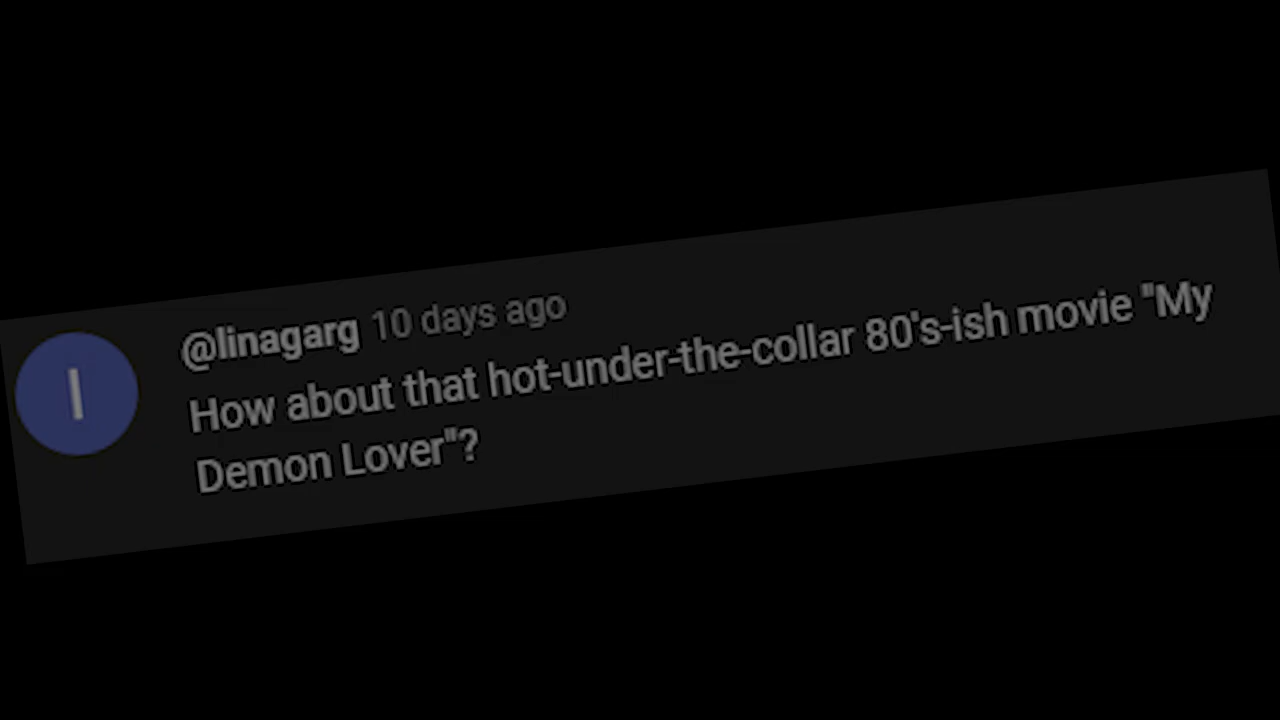 l
@linagarg 10 days ago
How about that hot-under-the-collar 80's-ish movie "My
Demon Lover"?